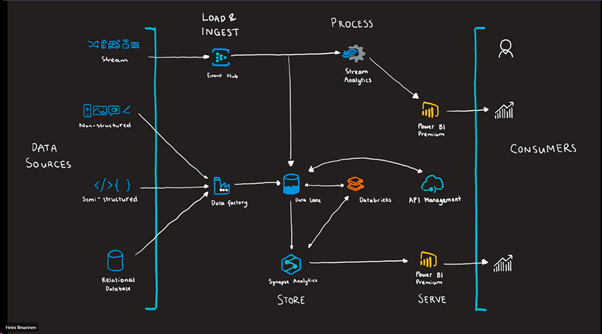 LOAD &
INGEST
PROCESS
Stream
Event Hub
Stream
Analytics
Non-structured
Power BI
Premium
DATA
SOURCES
CONSUMERS
</> { }
Semi-structured
Data factory
Data Lake
Databricks
API Management
Relational
Database
Synapse Analytics
Power BI
Premium
STORE
SERVE
Heini Ilmarinen